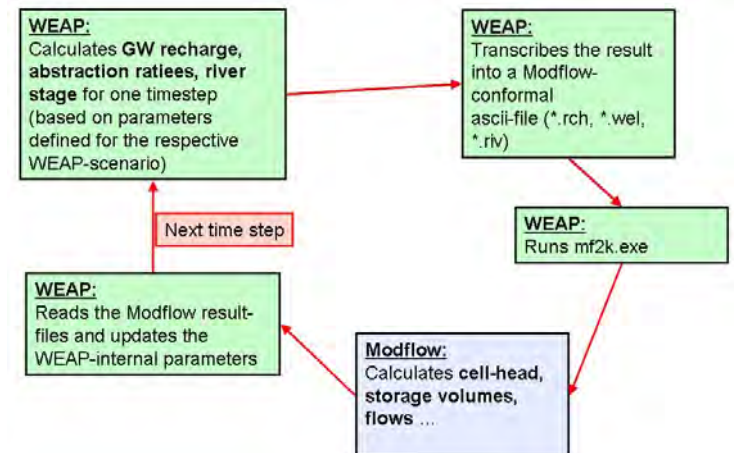 WEAP:
Calculates GW recharge,
abstraction ratiees, river
stage for one timestep
(based on parameters
defined for the respective
WEAP-scenario)
WEAP:
Transcribes the result
into a Modflow-
conformal
ascii-file (*.rch, *.wel,
*.riv)
WEAP:
Runs mf2k.exe
Modflow:
Calculates cell-head,
storage volumes,
flows ...
WEAP:
Reads the Modflow result-
files and updates the
WEAP-internal parameters
Next time step